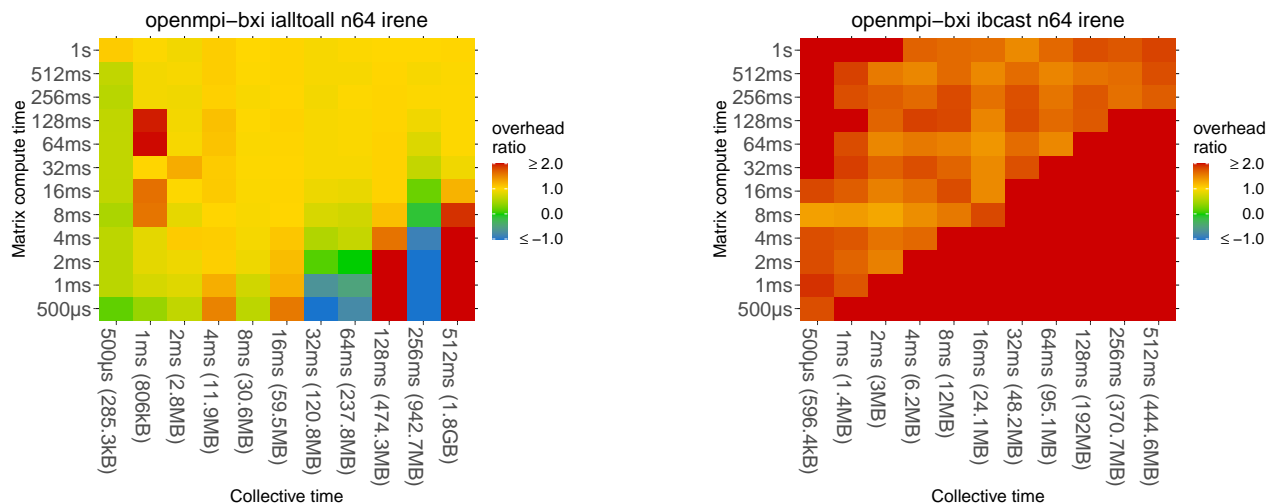 openmpi−bxi ialltoall n64 irene
Matrix compute time
1s
512ms
256ms
128ms
64ms
32ms
16ms
8ms
4ms
2ms
1ms
500µs
500µs (285.3kB)
1ms (806kB)
2ms (2.8MB)
4ms (11.9MB)
8ms (30.6MB)
16ms (59.5MB)
32ms (120.8MB)
64ms (237.8MB)
128ms (474.3MB)
256ms (942.7MB)
512ms (1.8GB)
Collective time
overhead
ratio
≥ 2.0
1.0
0.0
≤ −1.0
openmpi−bxi ibcast n64 irene
Matrix compute time
1s
512ms
256ms
128ms
64ms
32ms
16ms
8ms
4ms
2ms
1ms
500µs
500µs (596.4kB)
1ms (1.4MB)
2ms (3MB)
4ms (6.2MB)
8ms (12MB)
16ms (24.1MB)
32ms (48.2MB)
64ms (95.1MB)
128ms (192MB)
256ms (370.7MB)
512ms (444.6MB)
Collective time
overhead
ratio
≥ 2.0
1.0
0.0
≤ −1.0